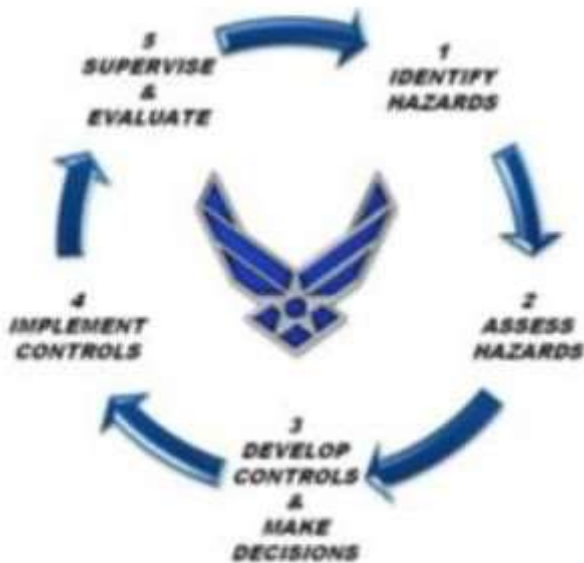 1
IDENTIFY
HAZARDS
2
ASSESS
HAZARDS
3
DEVELOP
CONTROLS
&
MAKE
DECISIONS
4
IMPLEMENT
CONTROLS
5
SUPERVISE
&
EVALUATE